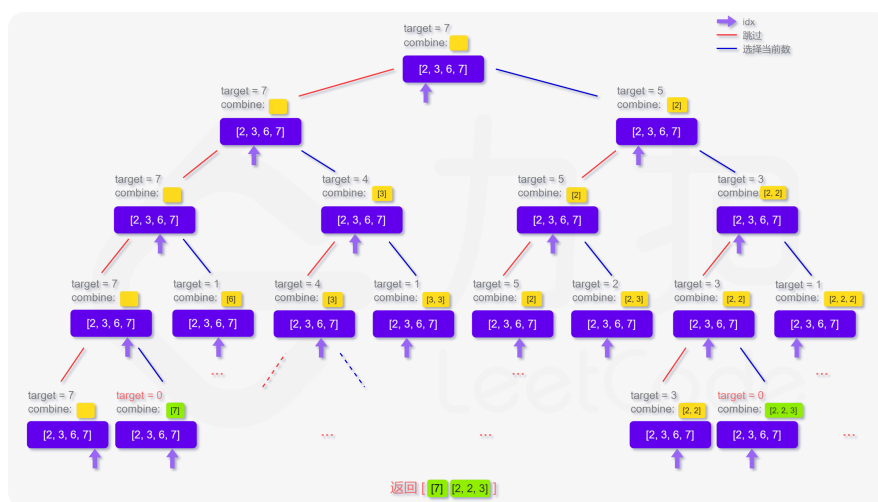 target = 7
combine:
[2, 3, 6, 7]
idx
跳过
选择当前数
target = 7
combine:
[2, 3, 6, 7]
target = 5
combine: [2]
[2, 3, 6, 7]
target = 7
combine:
[2, 3, 6, 7]
target = 4
combine: [3]
[2, 3, 6, 7]
target = 5
combine: [2]
[2, 3, 6, 7]
target = 3
combine: [2, 2]
[2, 3, 6, 7]
target = 7
combine:
[2, 3, 6, 7]
target = 1
combine: [6]
[2, 3, 6, 7]
...
target = 4
combine: [3]
[2, 3, 6, 7]
target = 1
combine: [3, 3]
[2, 3, 6, 7]
target = 5
combine: [2]
[2, 3, 6, 7]
...
target = 2
combine: [2, 3]
[2, 3, 6, 7]
target = 3
combine: [2, 2]
[2, 3, 6, 7]
target = 1
combine: [2, 2, 2]
[2, 3, 6, 7]
...
target = 7
combine:
[2, 3, 6, 7]
target = 0
combine: [7]
[2, 3, 6, 7]
...
...
target = 3
combine: [2, 2]
[2, 3, 6, 7]
target = 0
combine: [2, 2, 3]
[2, 3, 6, 7]
...
返回 [ [7] [2, 2, 3] ]
力扣
LeetCode